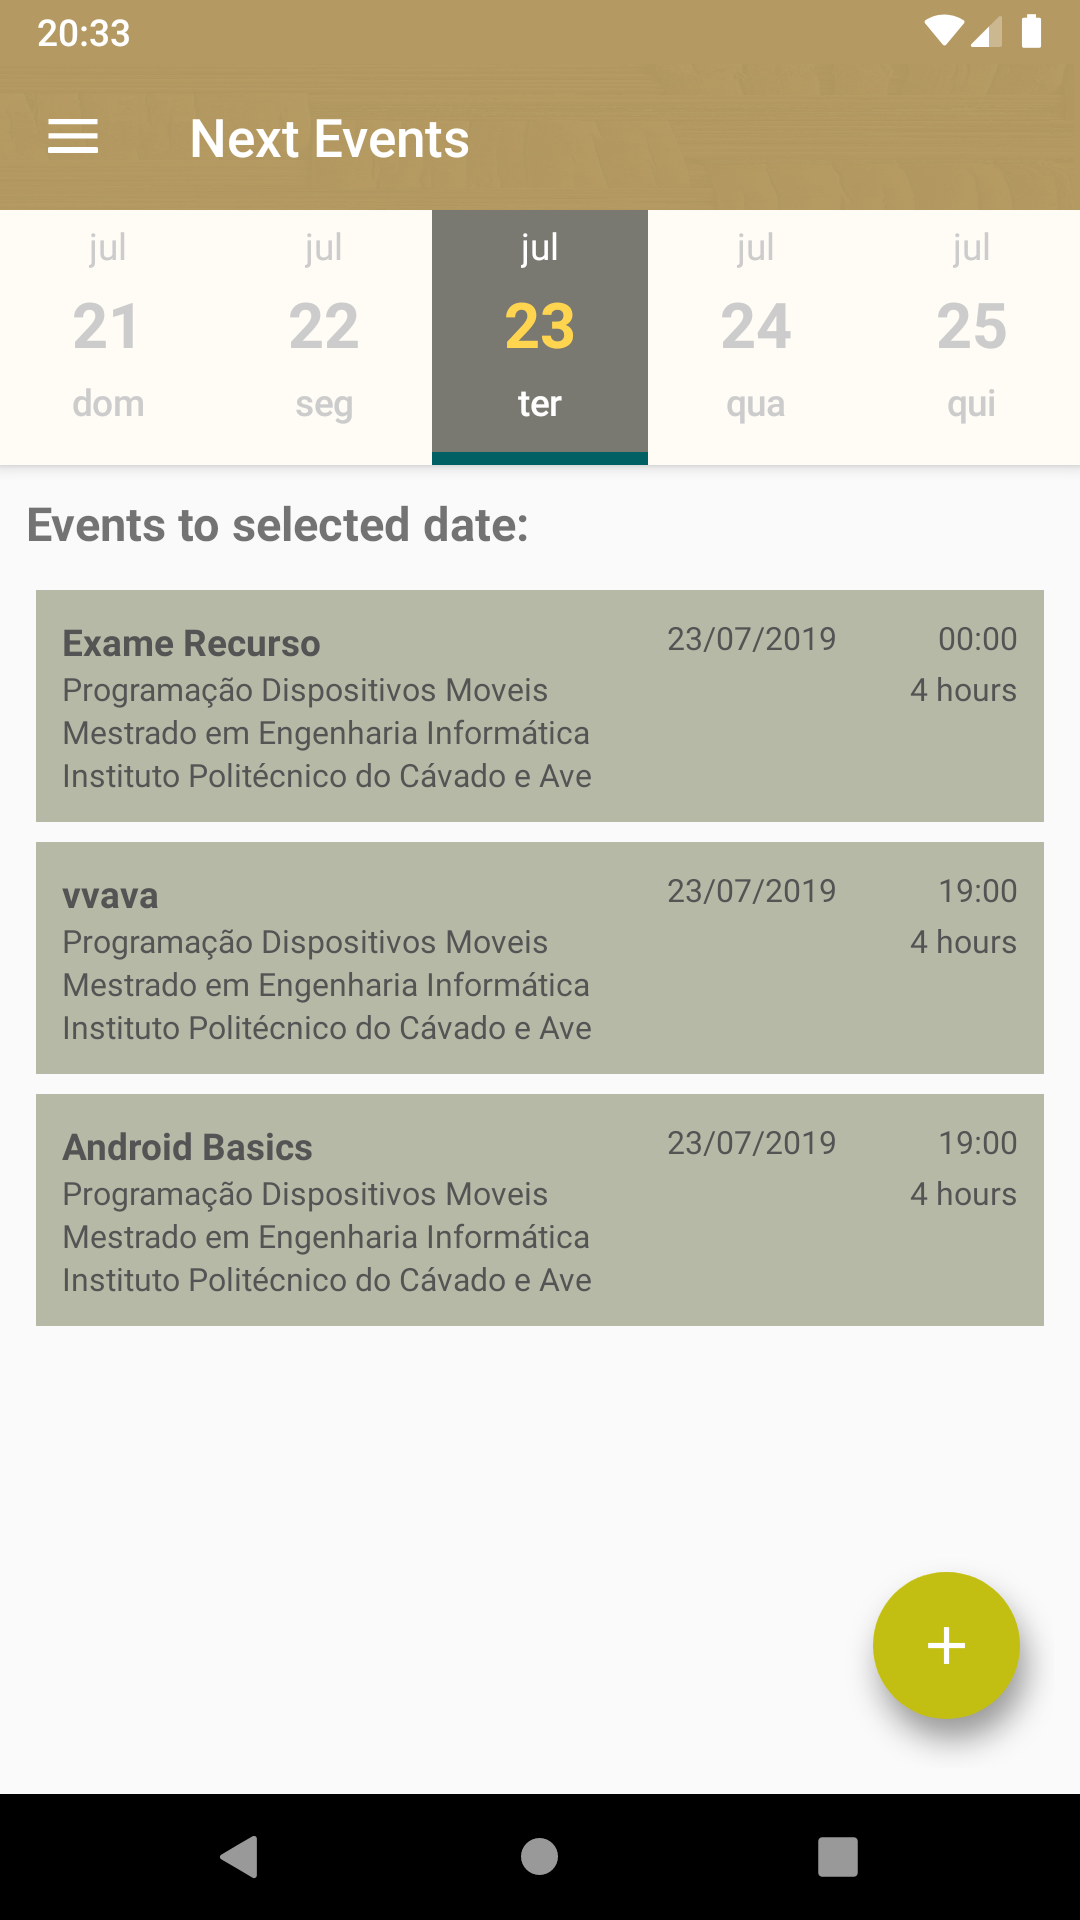 20:33
Next Events
jul jul jul jul jul
21 22 23 24 25
dom seg ter qua qui
Events to selected date:
Exame Recurso 23/07/2019 00:00
Programação Dispositivos Moveis 4 hours
Mestrado em Engenharia Informática
Instituto Politécnico do Cávado e Ave
vvava 23/07/2019 19:00
Programação Dispositivos Moveis 4 hours
Mestrado em Engenharia Informática
Instituto Politécnico do Cávado e Ave
Android Basics 23/07/2019 19:00
Programação Dispositivos Moveis 4 hours
Mestrado em Engenharia Informática
Instituto Politécnico do Cávado e Ave